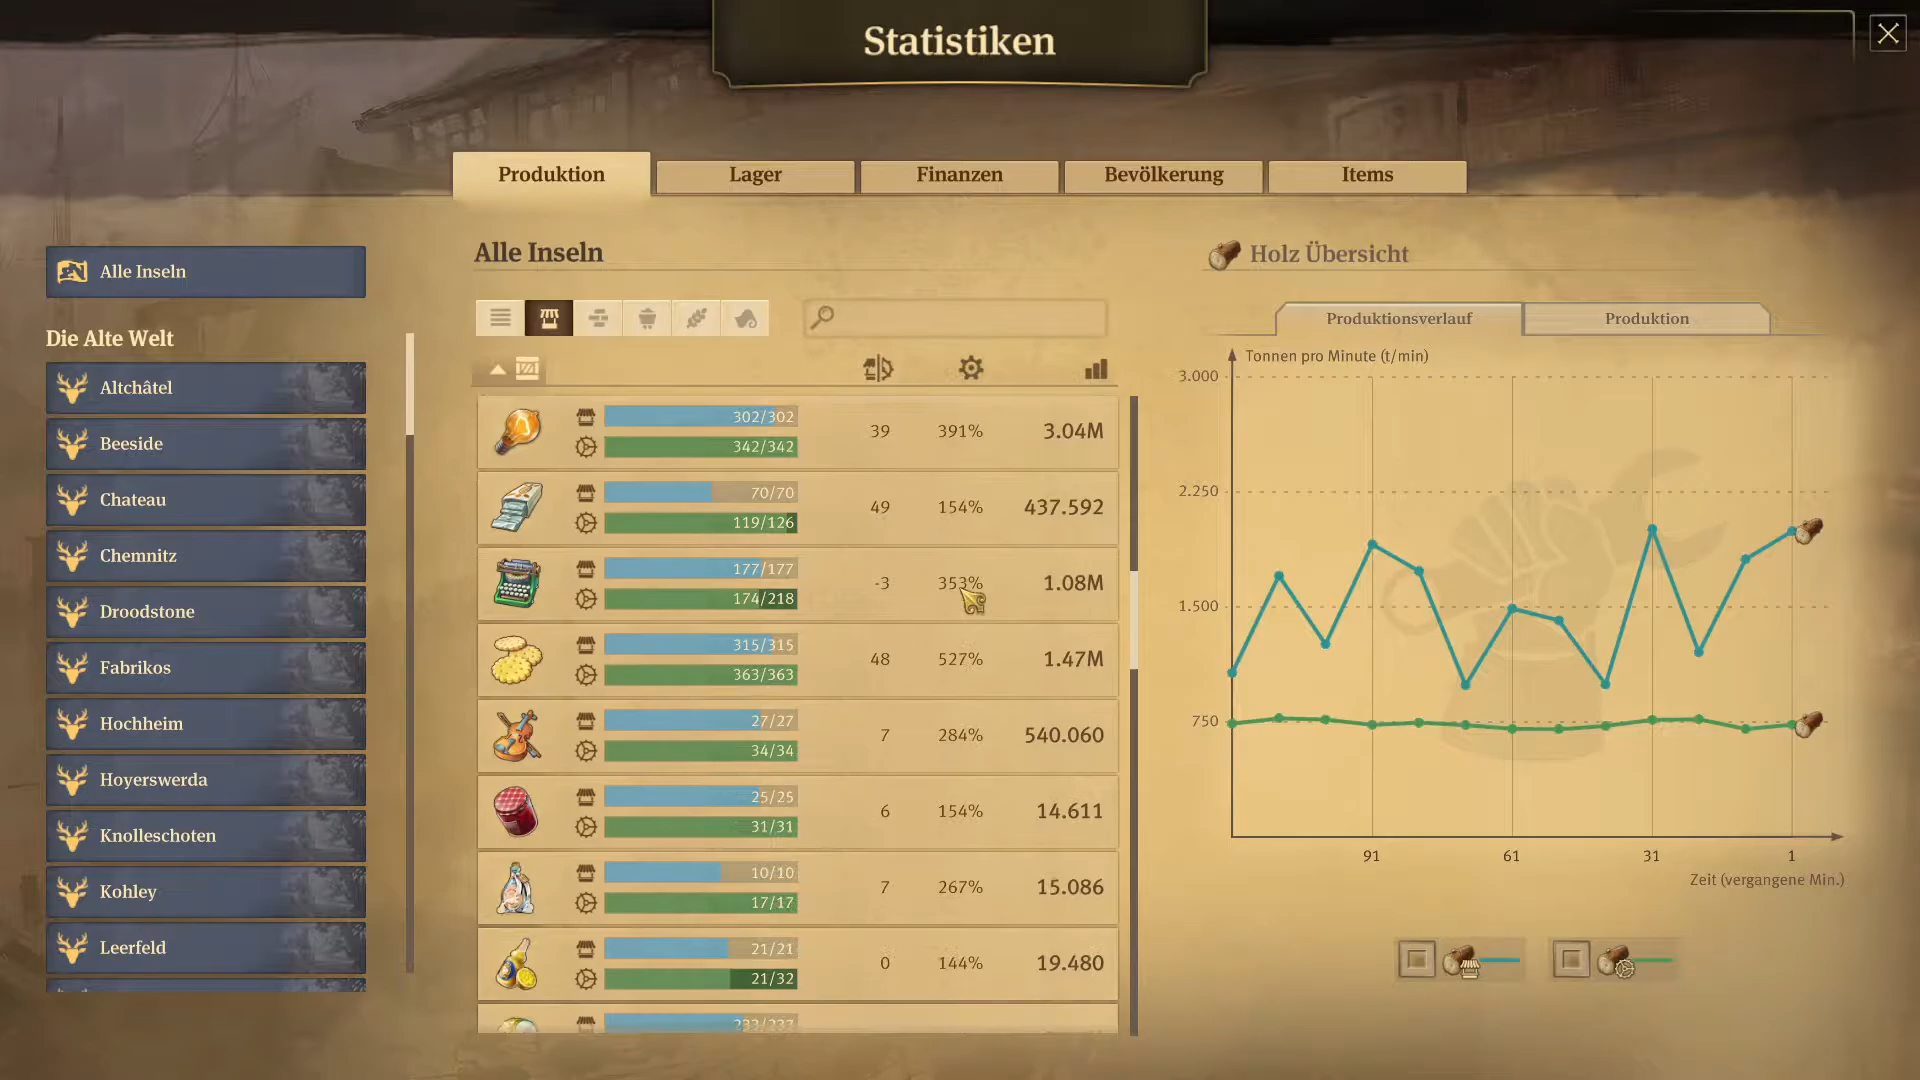 Statistiken
Produktion
Lager
Finanzen
Bevölkerung
Items
Alle Inseln
Die Alte Welt
Altchâtel
Beeside
Chateau
Chemnitz
Droodstone
Fabrikos
Hochheim
Hoyerswerda
Knolleschoten
Kohley
Leerfeld
Alle Inseln
302/302
342/342
39
391%
3.04M
70/70
119/126
49
154%
437.592
177/177
174/218
-3
353%
1.08M
315/315
363/363
48
527%
1.47M
27/27
34/34
7
284%
540.060
25/25
31/31
6
154%
14.611
10/10
17/17
7
267%
15.086
21/21
21/32
0
144%
19.480
Holz Übersicht
Produktionsverlauf
Produktion
Tonnen pro Minute (t/min)
3.000
2.250
1.500
750
91
61
31
1
Zeit (vergangene Min.)